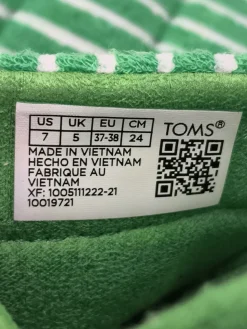 US UK EU CM TOMS®
7 5 37-38 24
MADE IN VIETNAM
HECHO EN VIETNAM
FABRIQUE AU
VIETNAM
XF: 1005111222-21
10019721